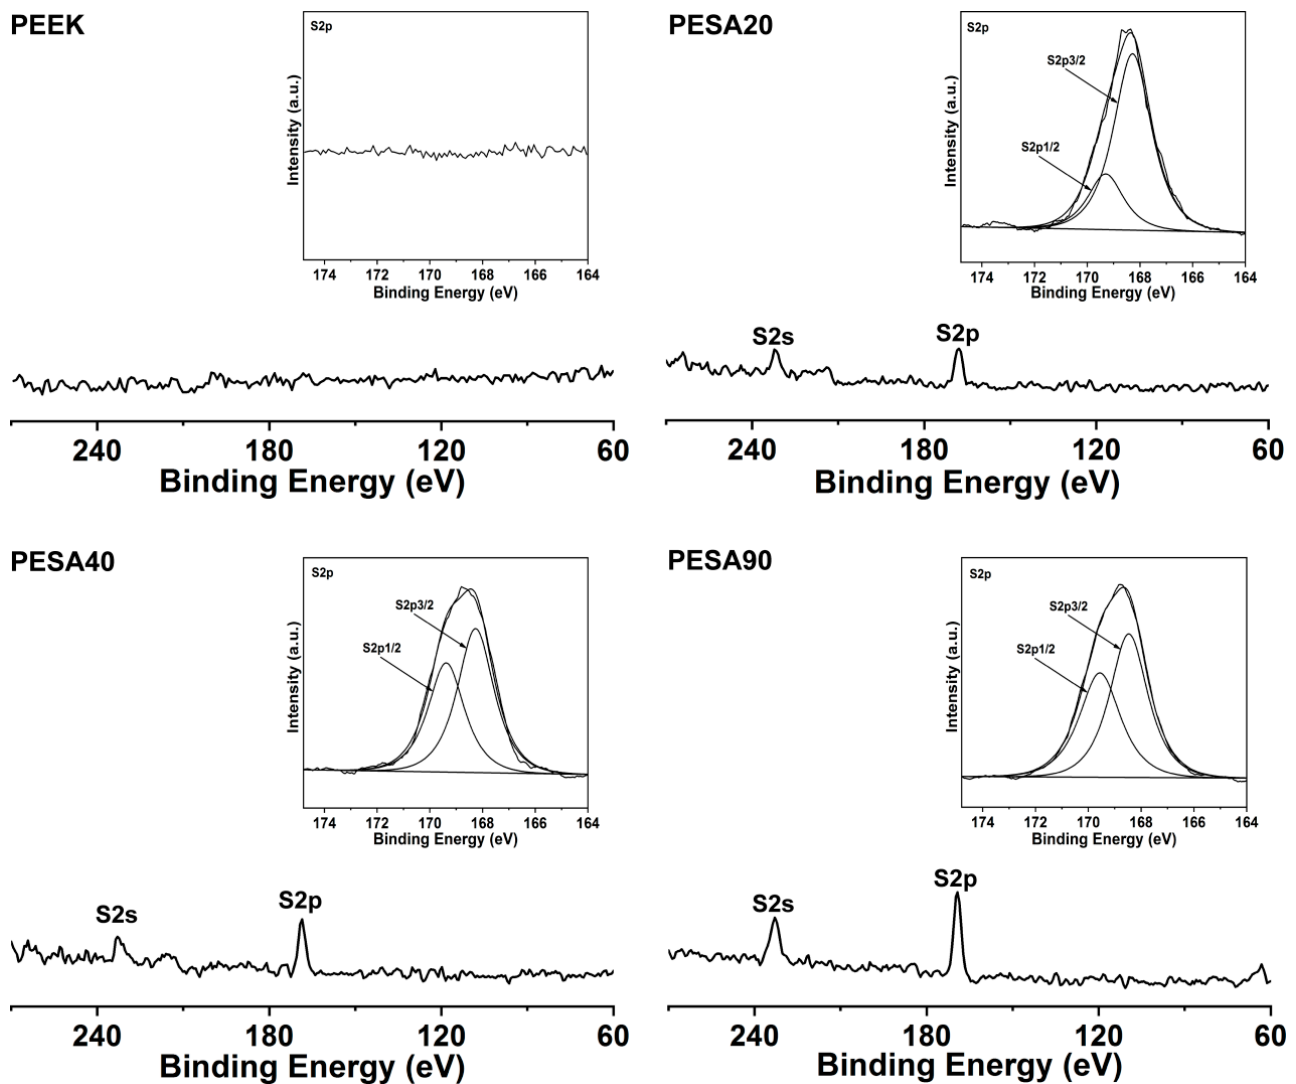 PEEK
S2p
Intensity (a.u.)
174 172 170 168 166 164
Binding Energy (eV)
240 180 120 60
Binding Energy (eV)
PESA20
S2p
S2p3/2
S2p1/2
Intensity (a.u.)
174 172 170 168 166 164
Binding Energy (eV)
S2s S2p
240 180 120 60
Binding Energy (eV)
PESA40
S2p
S2p3/2
S2p1/2
Intensity (a.u.)
174 172 170 168 166 164
Binding Energy (eV)
S2s S2p
240 180 120 60
Binding Energy (eV)
PESA90
S2p
S2p3/2
S2p1/2
Intensity (a.u.)
174 172 170 168 166 164
Binding Energy (eV)
S2s S2p
240 180 120 60
Binding Energy (eV)